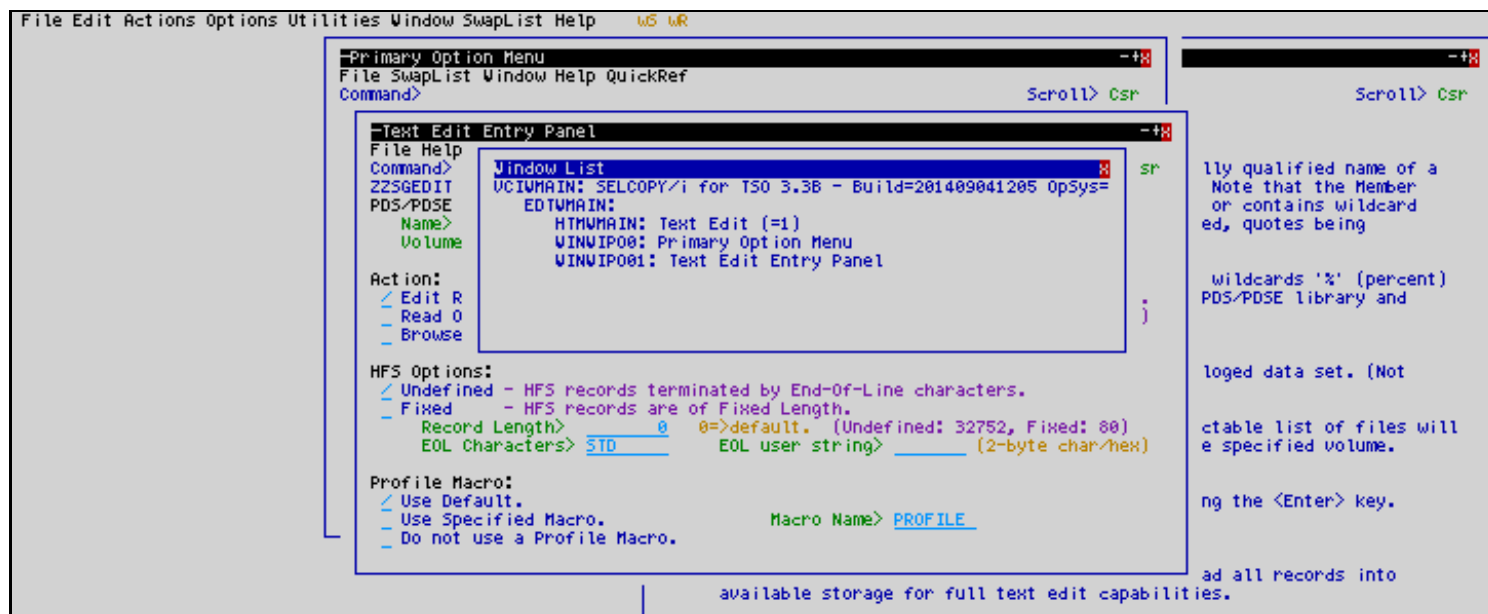 File Edit Actions Options Utilities Window SwapList Help wS wR
Primary Option Menu -+x
-+x
File SwapList Window Help QuickRef
Command> Scroll> Csr
Scroll> Csr
Text Edit Entry Panel -+x
File Help
Window List x
Command> sr
lly qualified name of a
ZZSGEDIT
VCIWMAIN: SELCOPY/i for TSO 3.3B - Build=201409041205 OpSys=
Note that the Member
PDS/PDSE
EDTWMAIN:
or contains wildcard
Name>
HTMWMAIN: Text Edit (=1)
ed, quotes being
Volume
WINWIPO0: Primary Option Menu
WINWIPO01: Text Edit Entry Panel
Action:
wildcards '%' (percent)
/ Edit R .
PDS/PDSE library and
_ Read O )
_ Browse
HFS Options:
loged data set. (Not
/ Undefined - HFS records terminated by End-Of-Line characters.
_ Fixed - HFS records are of Fixed Length.
Record Length> 0 0=>default. (Undefined: 32752, Fixed: 80)
ctable list of files will
EOL Characters> STD EOL user string> (2-byte char/hex)
e specified volume.
Profile Macro:
/ Use Default.
ng the <Enter> key.
_ Use Specified Macro. Macro Name> PROFILE
_ Do not use a Profile Macro.
ad all records into
available storage for full text edit capabilities.